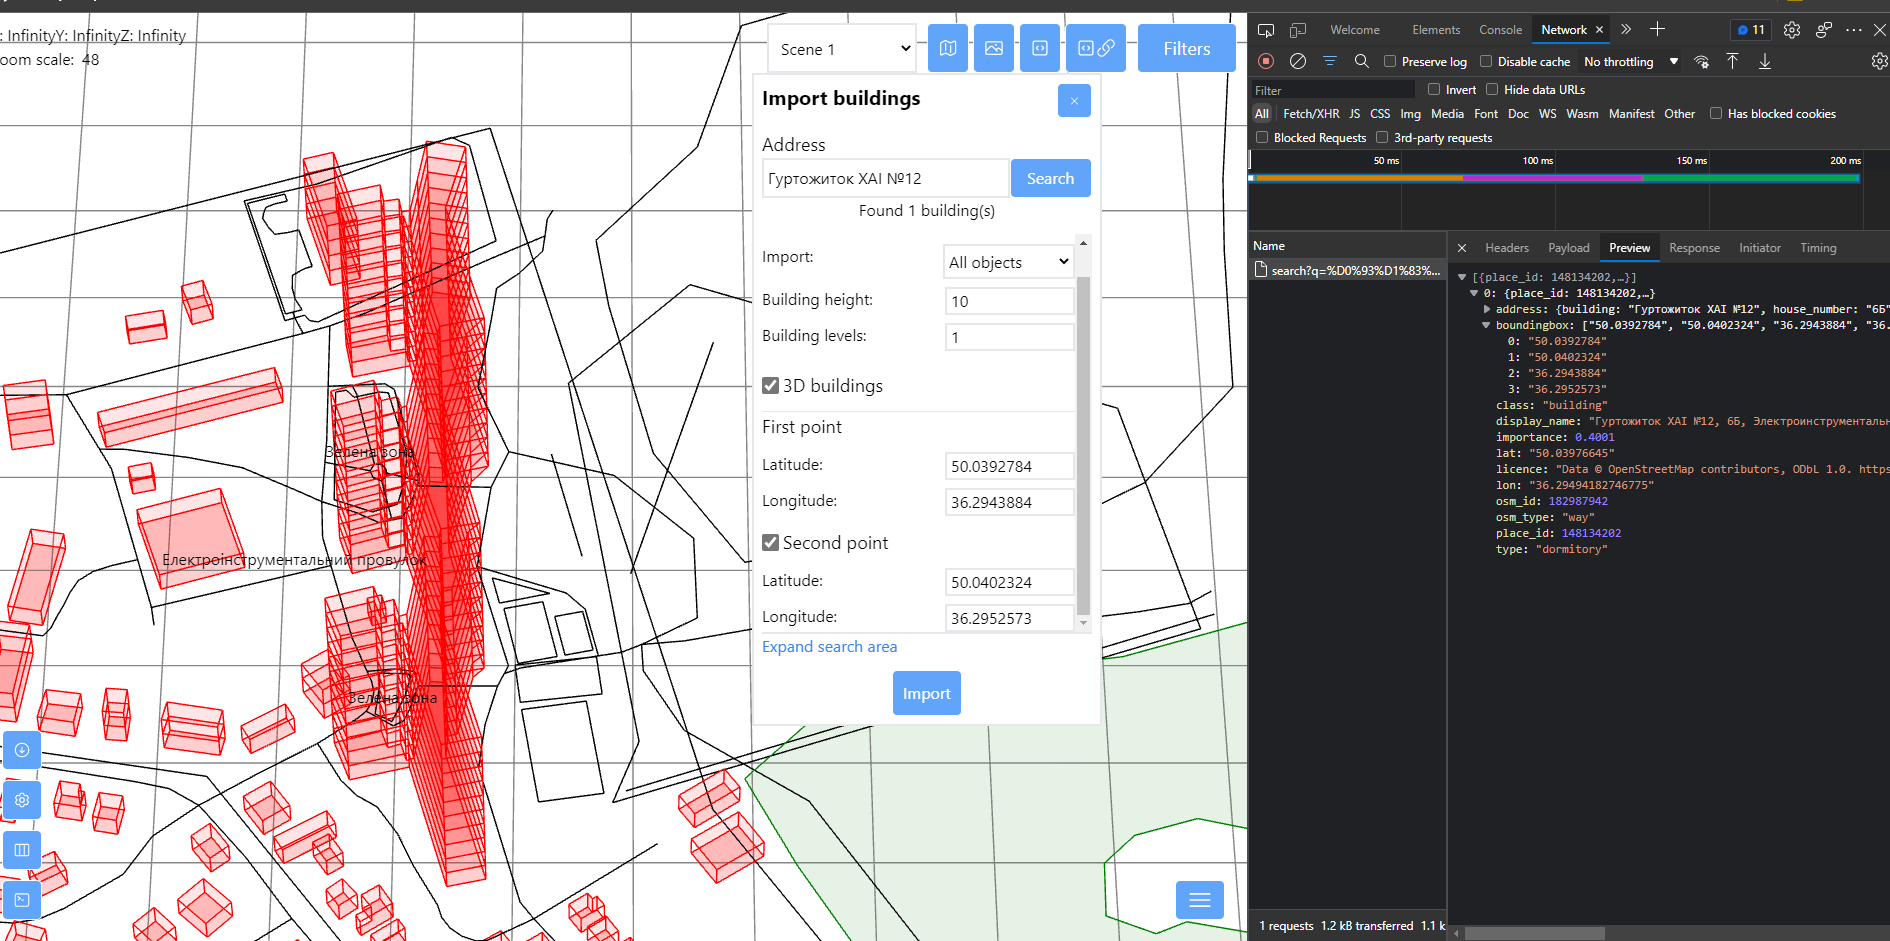 : InfinityY: InfinityZ: Infinity
oom scale: 48
Scene 1
Filters
Import buildings
×
Address
Гуртожиток ХАІ №12
Search
Found 1 building(s)
Import:
All objects
Building height:
10
Building levels:
1
3D buildings
First point
Latitude:
50.0392784
Longitude:
36.2943884
Second point
Latitude:
50.0402324
Longitude:
36.2952573
Expand search area
Import
Зелена зона
Електроінструментальний провулок
Зелена зона
Welcome
Elements
Console
Network
11
Preserve log
Disable cache
No throttling
Filter
Invert
Hide data URLs
All
Fetch/XHR
JS
CSS
Img
Media
Font
Doc
WS
Wasm
Manifest
Other
Has blocked cookies
Blocked Requests
3rd-party requests
50 ms
100 ms
150 ms
200 ms
Name
search?q=%D0%93%D1%83%...
Headers
Payload
Preview
Response
Initiator
Timing
[{place_id: 148134202,…}]
0: {place_id: 148134202,…}
address: {building: "Гуртожиток ХАІ №12", house_number: "6Б"
boundingbox: ["50.0392784", "50.0402324", "36.2943884", "36.
0: "50.0392784"
1: "50.0402324"
2: "36.2943884"
3: "36.2952573"
class: "building"
display_name: "Гуртожиток ХАІ №12, 6Б, Электроинструментальн
importance: 0.4001
lat: "50.03976645"
licence: "Data © OpenStreetMap contributors, ODbL 1.0. https
lon: "36.29494182746775"
osm_id: 182987942
osm_type: "way"
place_id: 148134202
type: "dormitory"
1 requests
1.2 kB transferred
1.1 k